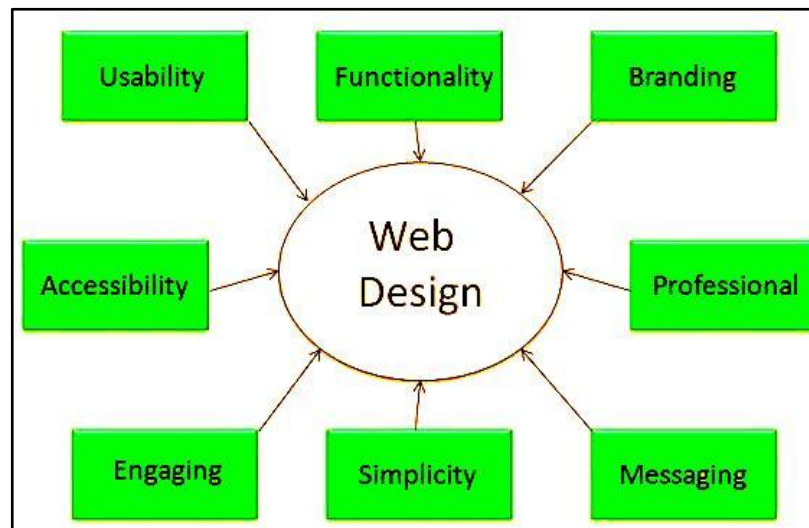 Usability
Functionality
Branding
Web
Design
Accessibility
Professional
Engaging
Simplicity
Messaging